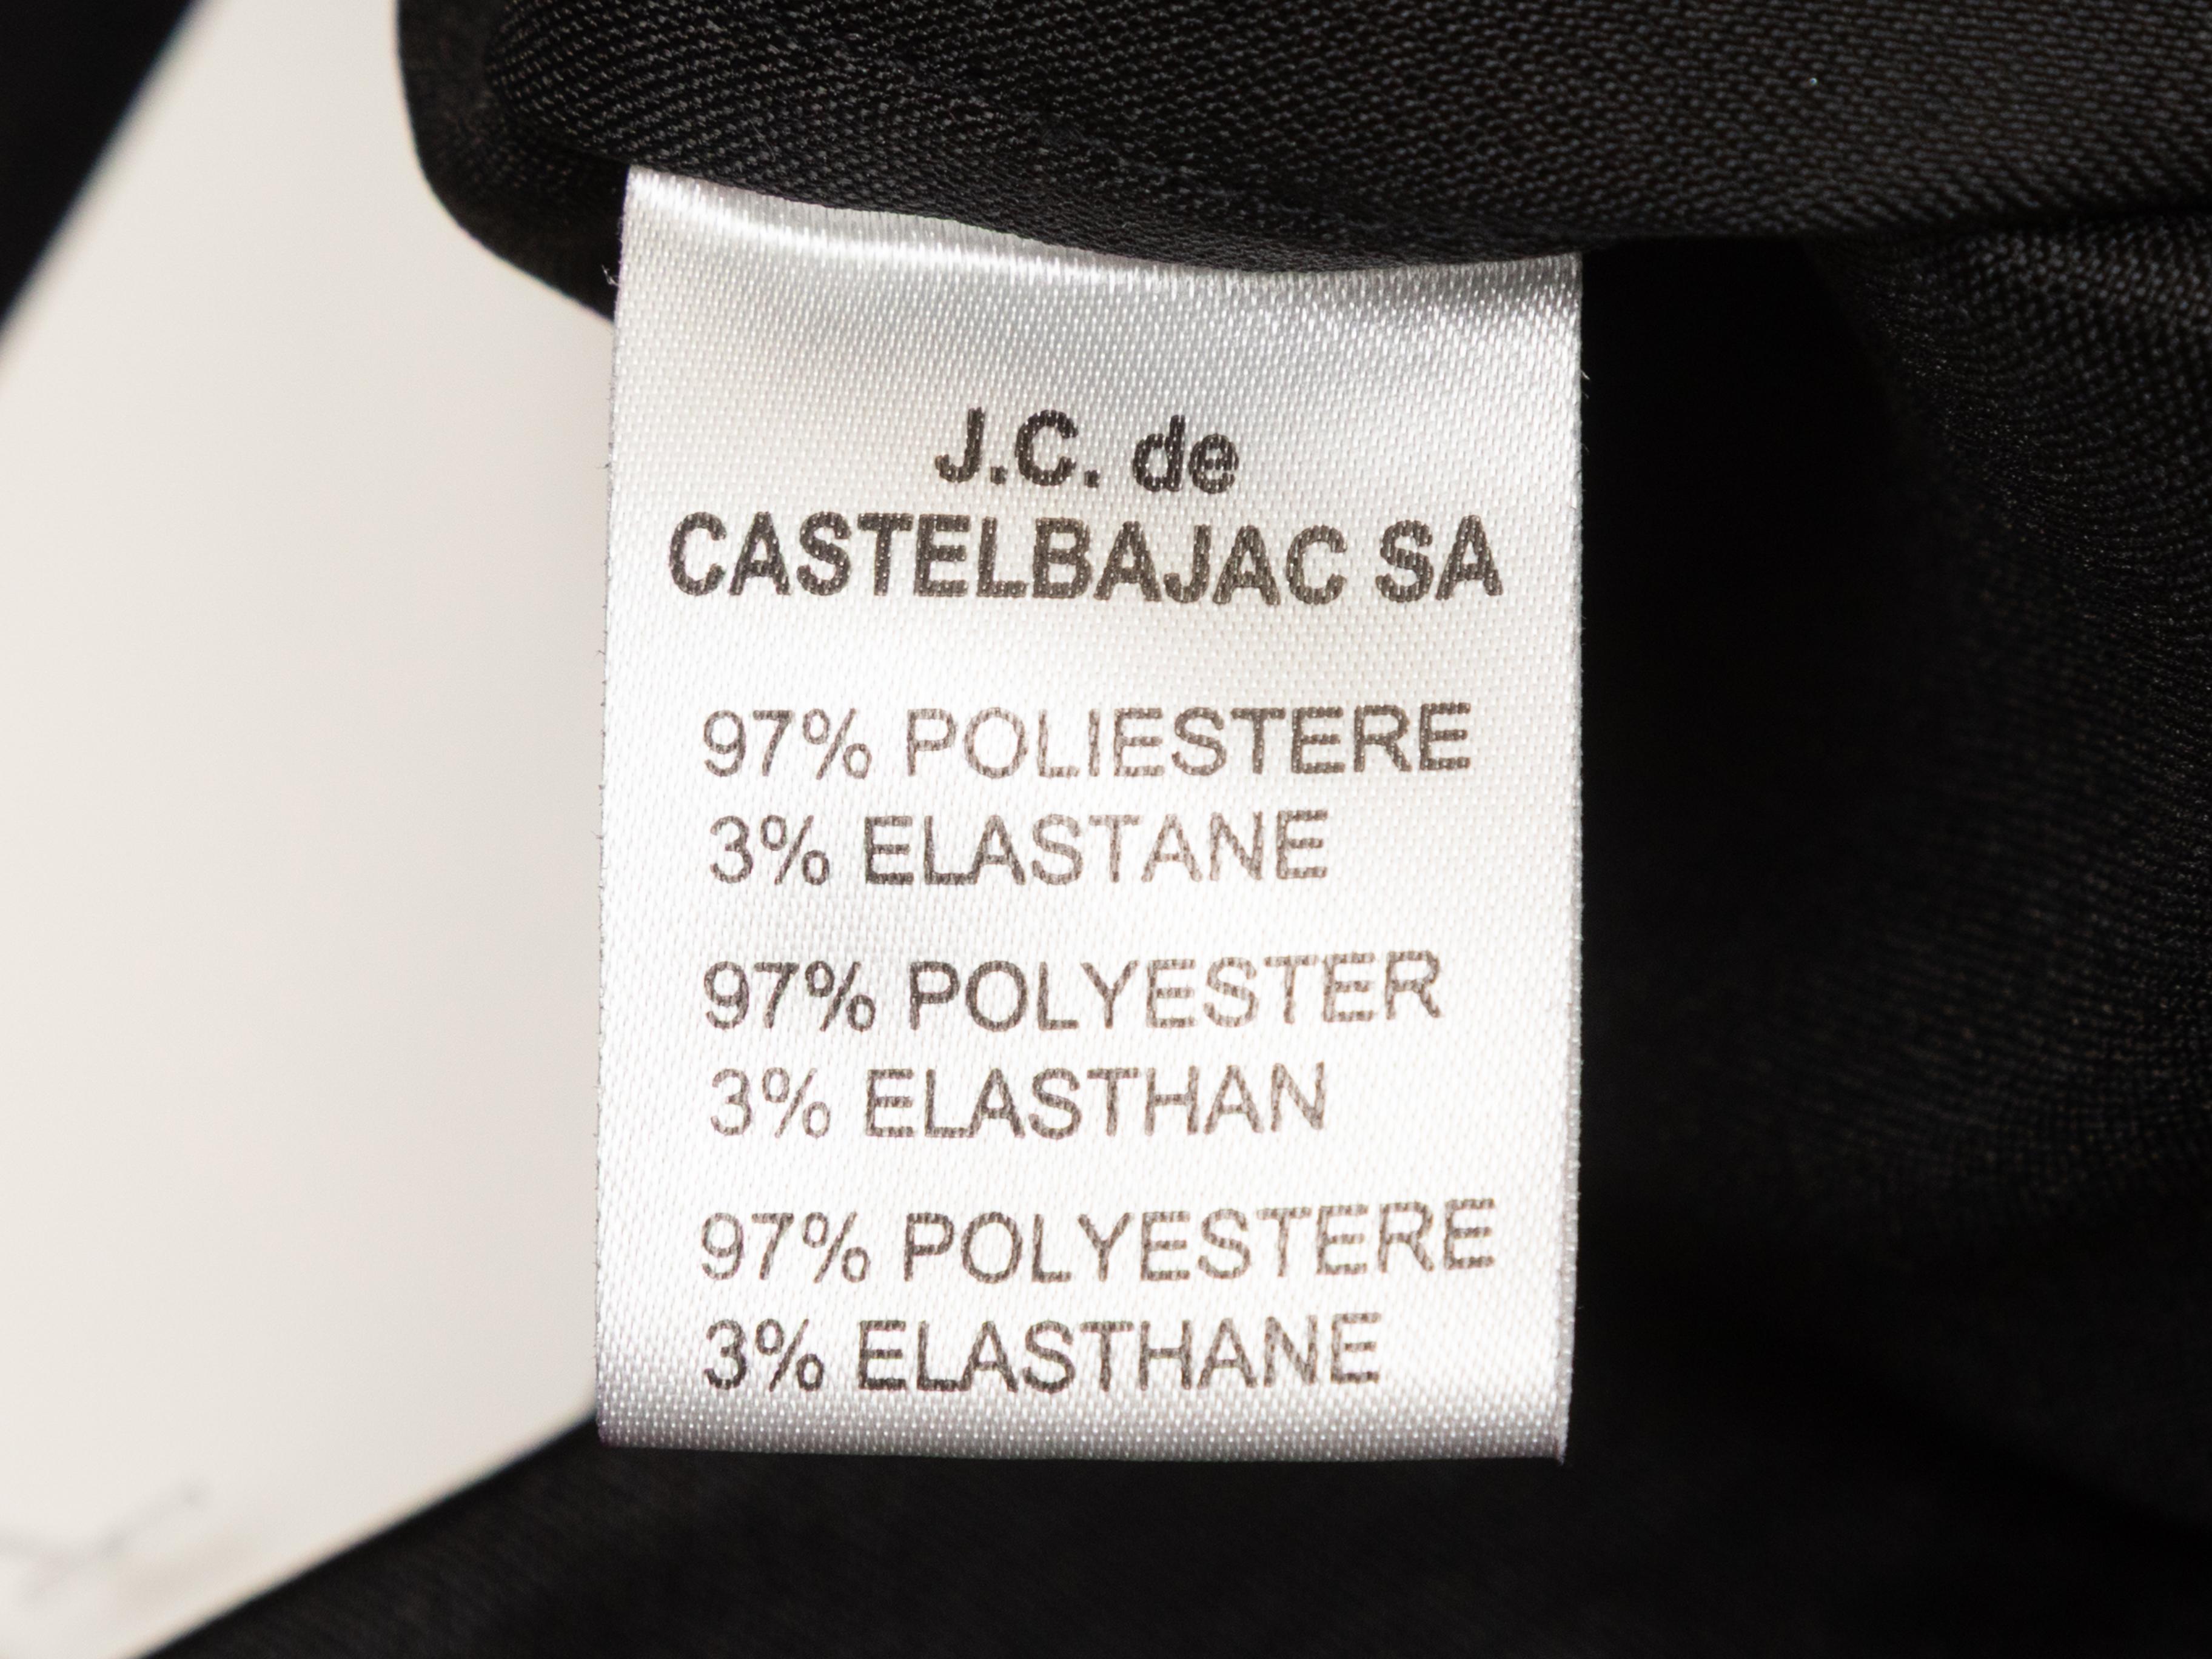 J.C. de
CASTELBAJAC SA
97% POLIESTERE
3% ELASTANE
97% POLYESTER
3% ELASTHAN
97% POLYESTERE
3% ELASTHANE